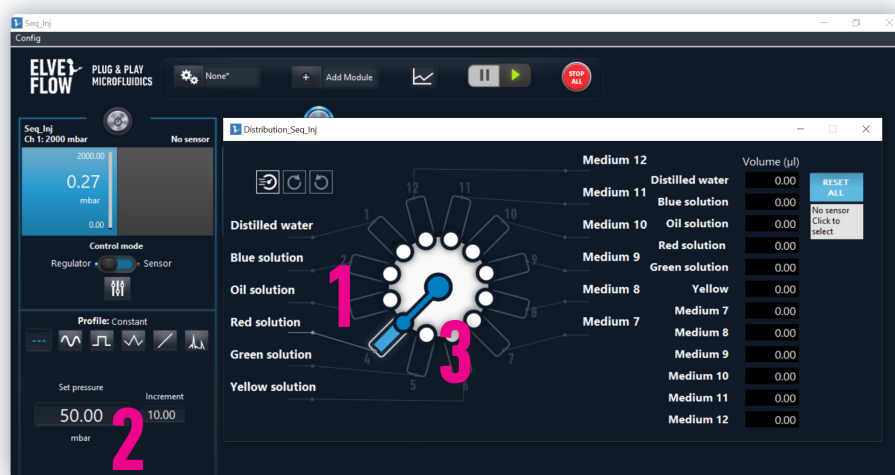 Seq_Inj
Config
ELVE FLOW
PLUG & PLAY
MICROFLUIDICS
None*
+ Add Module
STOP
ALL
Seq_Inj
Ch 1: 2000 mbar
No sensor
2000.00
0.27
mbar
0.00
Control mode
Regulator
Sensor
Profile: Constant
Set pressure
Increment
50.00
10.00
mbar
2
Distribution_Seq_Inj
Distilled water
Blue solution
Oil solution
Red solution
Green solution
Yellow solution
1
2
4
5
6
7
8
9
10
11
12
1
3
Medium 12
Medium 11
Medium 10
Medium 9
Medium 8
Medium 7
Volume (µl)
Distilled water 0.00
Blue solution 0.00
Oil solution 0.00
Red solution 0.00
Green solution 0.00
Yellow 0.00
Medium 7 0.00
Medium 8 0.00
Medium 9 0.00
Medium 10 0.00
Medium 11 0.00
Medium 12 0.00
RESET
ALL
No sensor
Click to
select